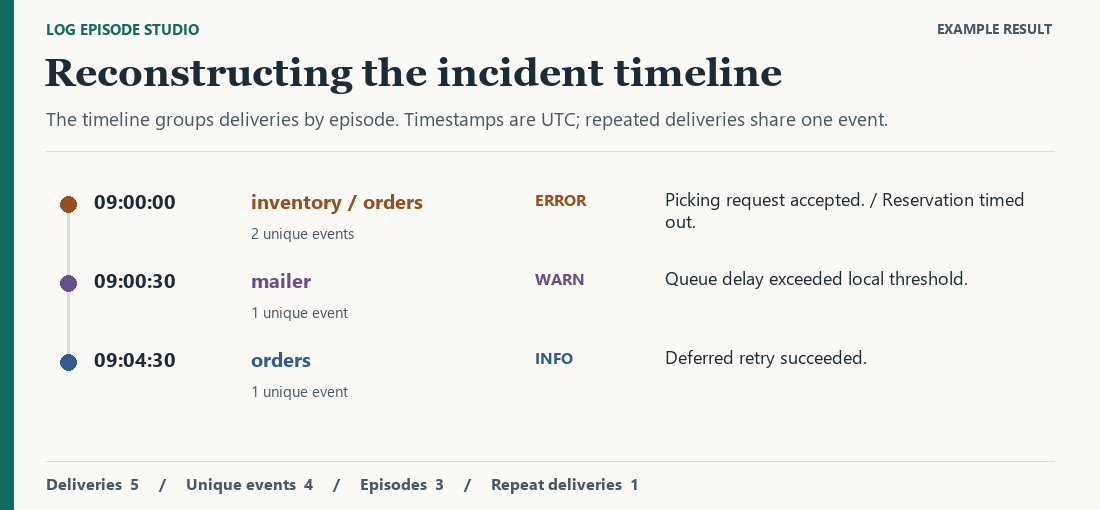 LOG EPISODE STUDIO
EXAMPLE RESULT
Reconstructing the incident timeline
The timeline groups deliveries by episode. Timestamps are UTC; repeated deliveries share one event.
09:00:00
inventory / orders
2 unique events
ERROR
Picking request accepted. / Reservation timed
out.
09:00:30
mailer
1 unique event
WARN
Queue delay exceeded local threshold.
09:04:30
orders
1 unique event
INFO
Deferred retry succeeded.
Deliveries 5 / Unique events 4 / Episodes 3 / Repeat deliveries 1